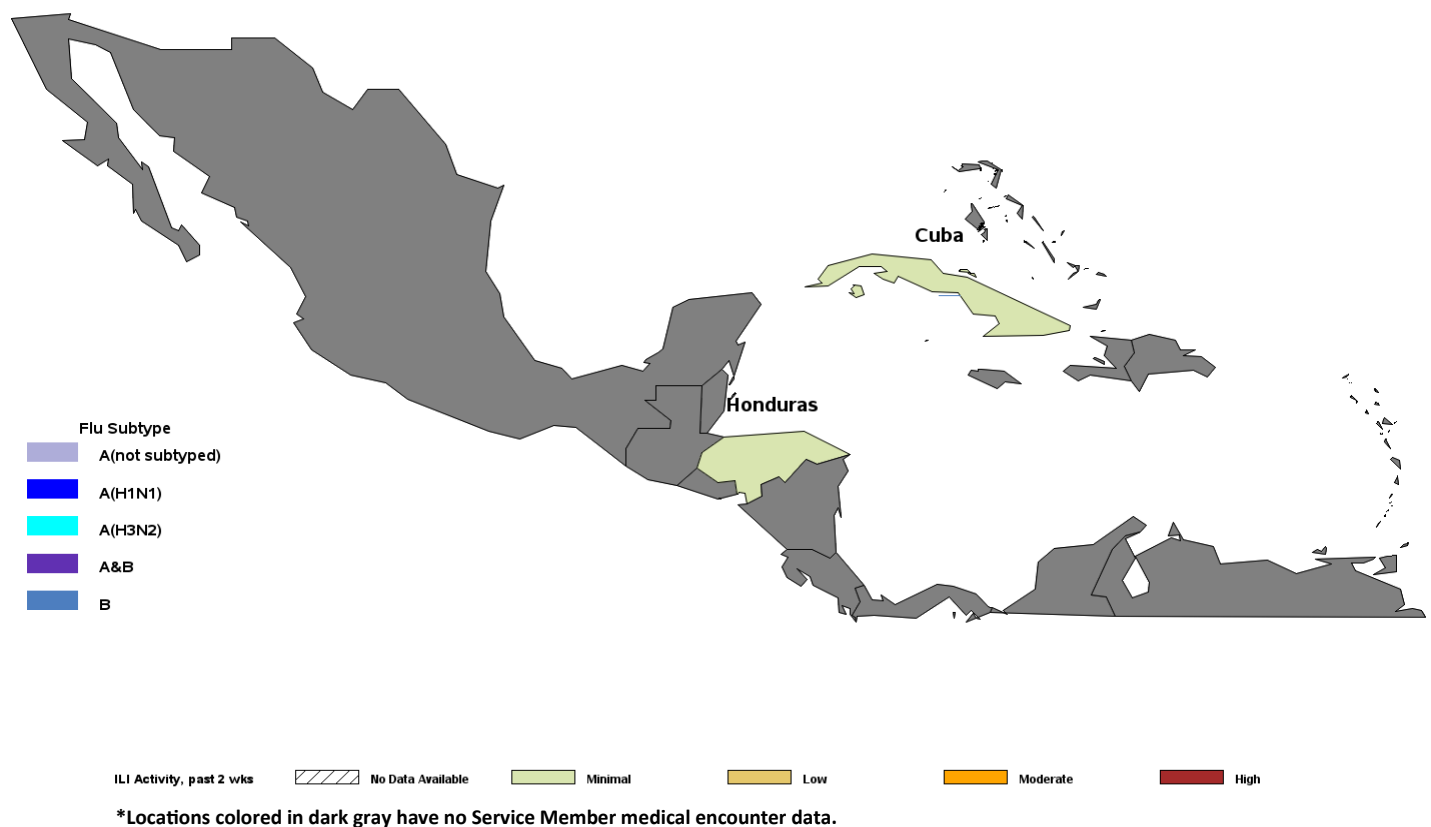 Cuba
Honduras
Flu Subtype
A(not subtyped)
A(H1N1)
A(H3N2)
A&B
B
ILI Activity, past 2 wks No Data Available Minimal Low Moderate High
*Locations colored in dark gray have no Service Member medical encounter data.